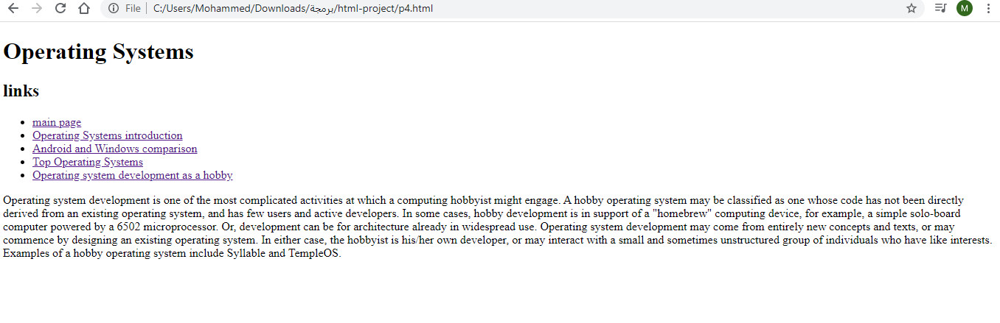 File C:/Users/Mohammed/Downloads/برمجة/html-project/p4.html
M
Operating Systems
links
main page
Operating Systems introduction
Android and Windows comparison
Top Operating Systems
Operating system development as a hobby
Operating system development is one of the most complicated activities at which a computing hobbyist might engage. A hobby operating system may be classified as one whose code has not been directly
derived from an existing operating system, and has few users and active developers. In some cases, hobby development is in support of a "homebrew" computing device, for example, a simple solo-board
computer powered by a 6502 microprocessor. Or, development can be for architecture already in widespread use. Operating system development may come from entirely new concepts and texts, or may
commence by designing an existing operating system. In either case, the hobbyist is his/her own developer, or may interact with a small and sometimes unstructured group of individuals who have like interests.
Examples of a hobby operating system include Syllable and TempleOS.